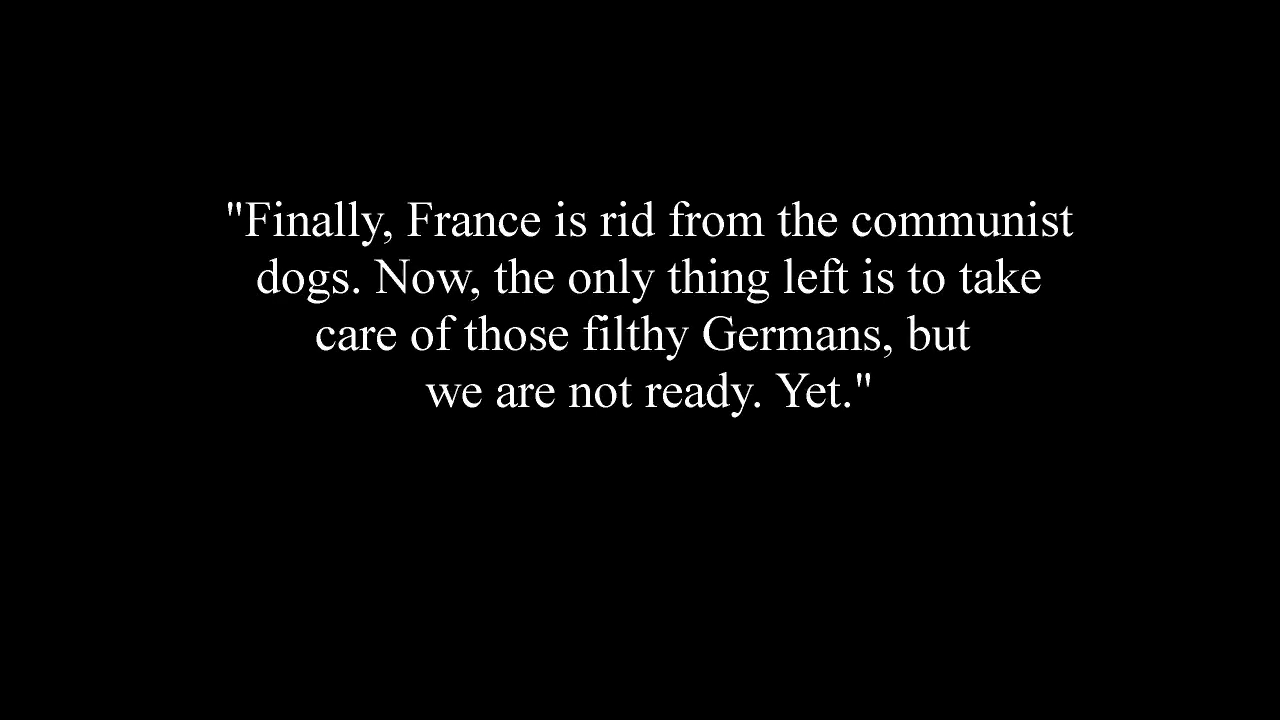 "Finally, France is rid from the communist
dogs. Now, the only thing left is to take
care of those filthy Germans, but
we are not ready. Yet."